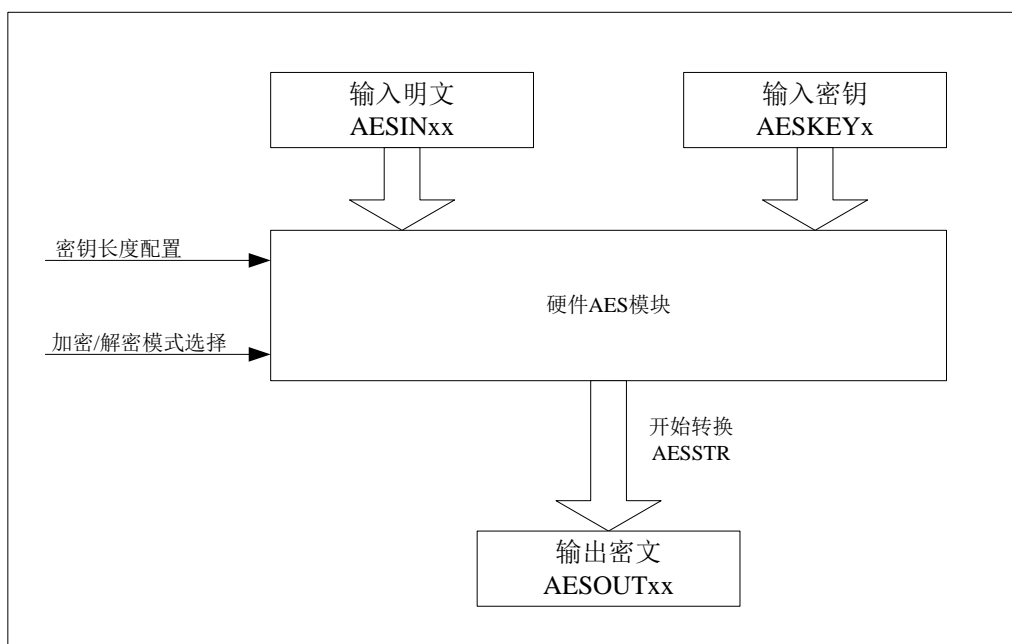 输入明文
AESINxx
输入密钥
AESKEYx
密钥长度配置
硬件AES模块
加密/解密模式选择
开始转换
AESSTR
输出密文
AESOUTxx